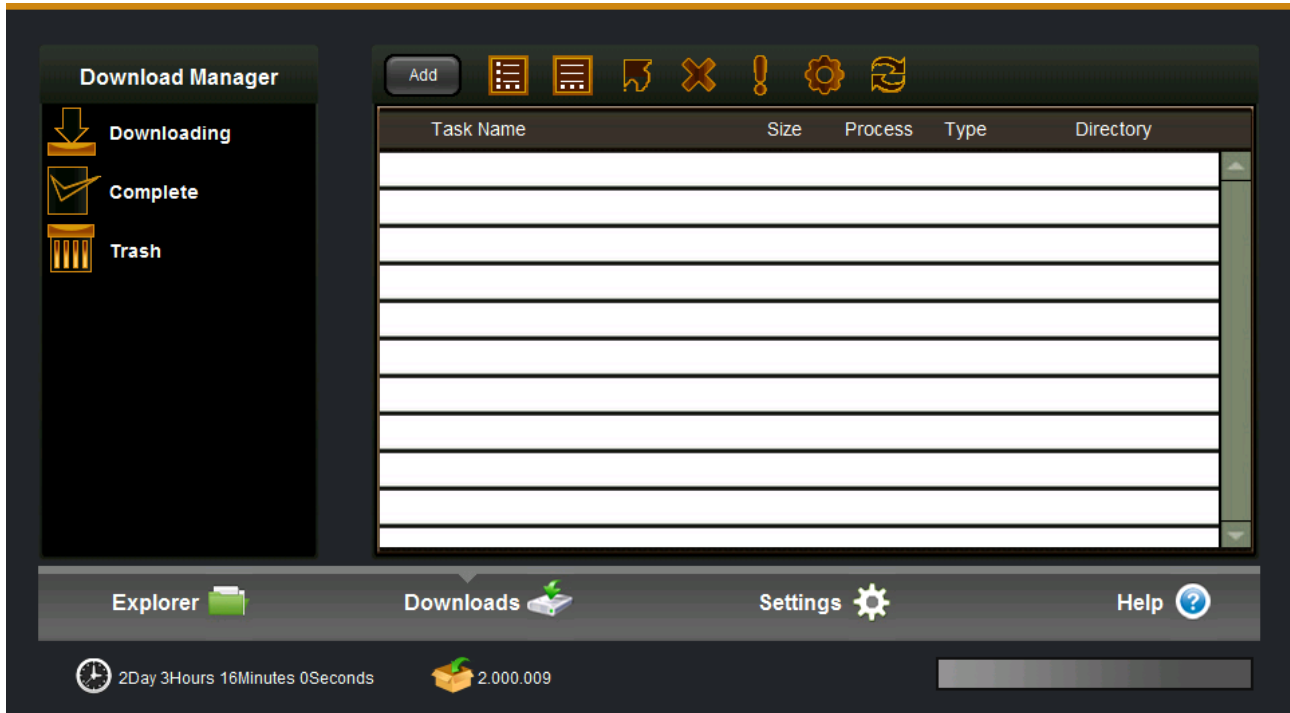 Download Manager
Downloading
Complete
Trash
Add
Task Name Size Process Type Directory
Explorer Downloads Settings Help
2Day 3Hours 16Minutes 0Seconds 2.000.009